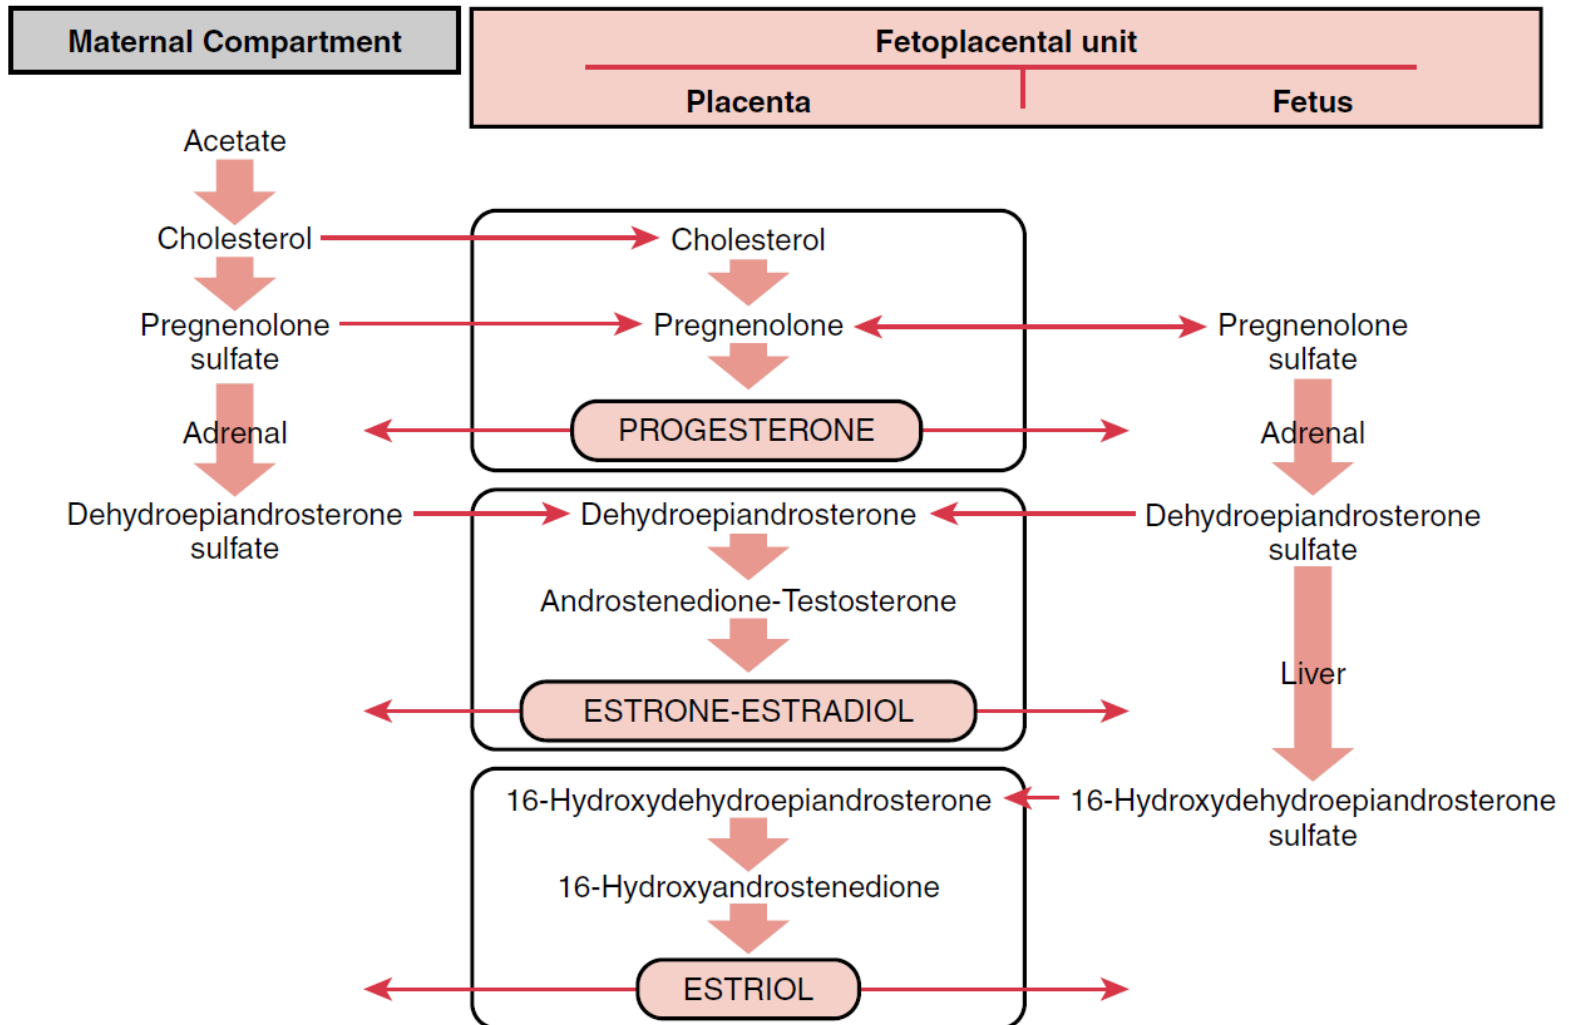 Maternal Compartment
Fetoplacental unit
Placenta
Fetus
Acetate
Cholesterol
Cholesterol
Pregnenolone
sulfate
Pregnenolone
Pregnenolone
sulfate
Adrenal
PROGESTERONE
Adrenal
Dehydroepiandrosterone
sulfate
Dehydroepiandrosterone
Dehydroepiandrosterone
sulfate
Androstenedione-Testosterone
Liver
ESTRONE-ESTRADIOL
16-Hydroxydehydroepiandrosterone
16-Hydroxydehydroepiandrosterone
sulfate
16-Hydroxyandrostenedione
ESTRIOL